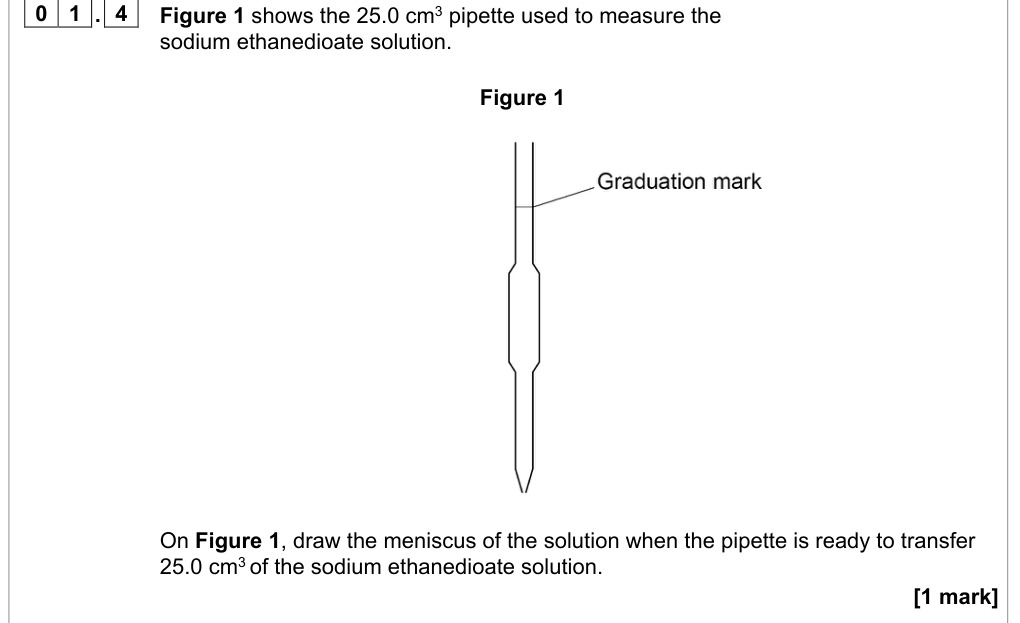 0 1 . 4 Figure 1 shows the 25.0 cm³ pipette used to measure the
sodium ethanedioate solution.
Figure 1
Graduation mark
On Figure 1, draw the meniscus of the solution when the pipette is ready to transfer
25.0 cm³ of the sodium ethanedioate solution.
[1 mark]